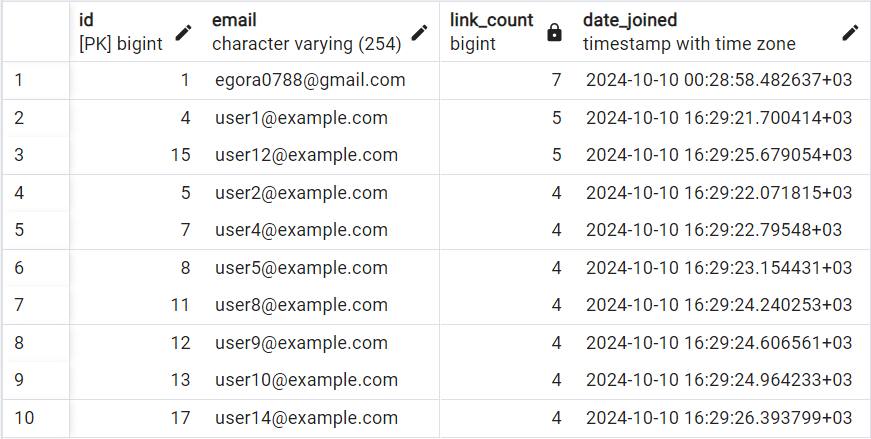 id email link_count date_joined
[PK] bigint character varying (254) bigint timestamp with time zone
1 1 egora0788@gmail.com 7 2024-10-10 00:28:58.482637+03
2 4 user1@example.com 5 2024-10-10 16:29:21.700414+03
3 15 user12@example.com 5 2024-10-10 16:29:25.679054+03
4 5 user2@example.com 4 2024-10-10 16:29:22.071815+03
5 7 user4@example.com 4 2024-10-10 16:29:22.79548+03
6 8 user5@example.com 4 2024-10-10 16:29:23.154431+03
7 11 user8@example.com 4 2024-10-10 16:29:24.240253+03
8 12 user9@example.com 4 2024-10-10 16:29:24.606561+03
9 13 user10@example.com 4 2024-10-10 16:29:24.964233+03
10 17 user14@example.com 4 2024-10-10 16:29:26.393799+03